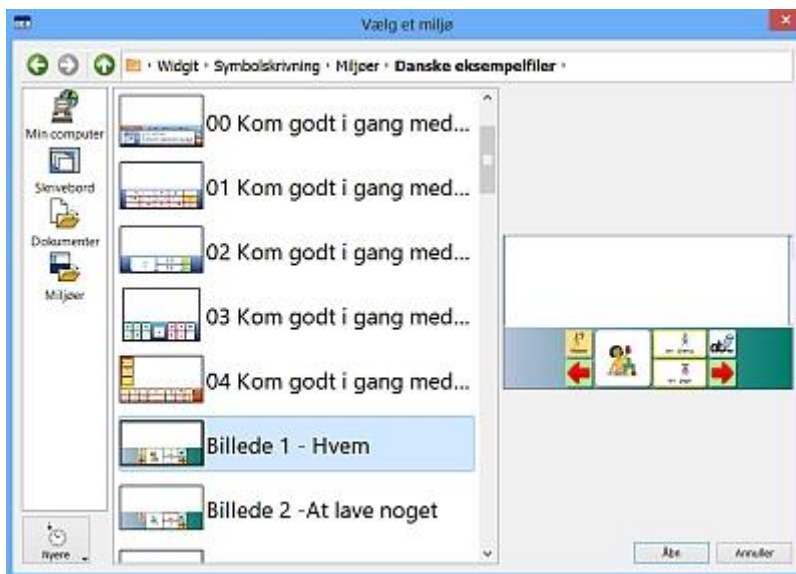 Vælg et miljø
Widgit · Symbolskrivning · Miljøer · Danske eksempelfiler
Min computer
Skrivebord
Dokumenter
Miljøer
Nyere
00 Kom godt i gang med...
01 Kom godt i gang med...
02 Kom godt i gang med...
03 Kom godt i gang med...
04 Kom godt i gang med...
Billede 1 - Hvem
Billede 2 -At lave noget
Åbn
Annuller